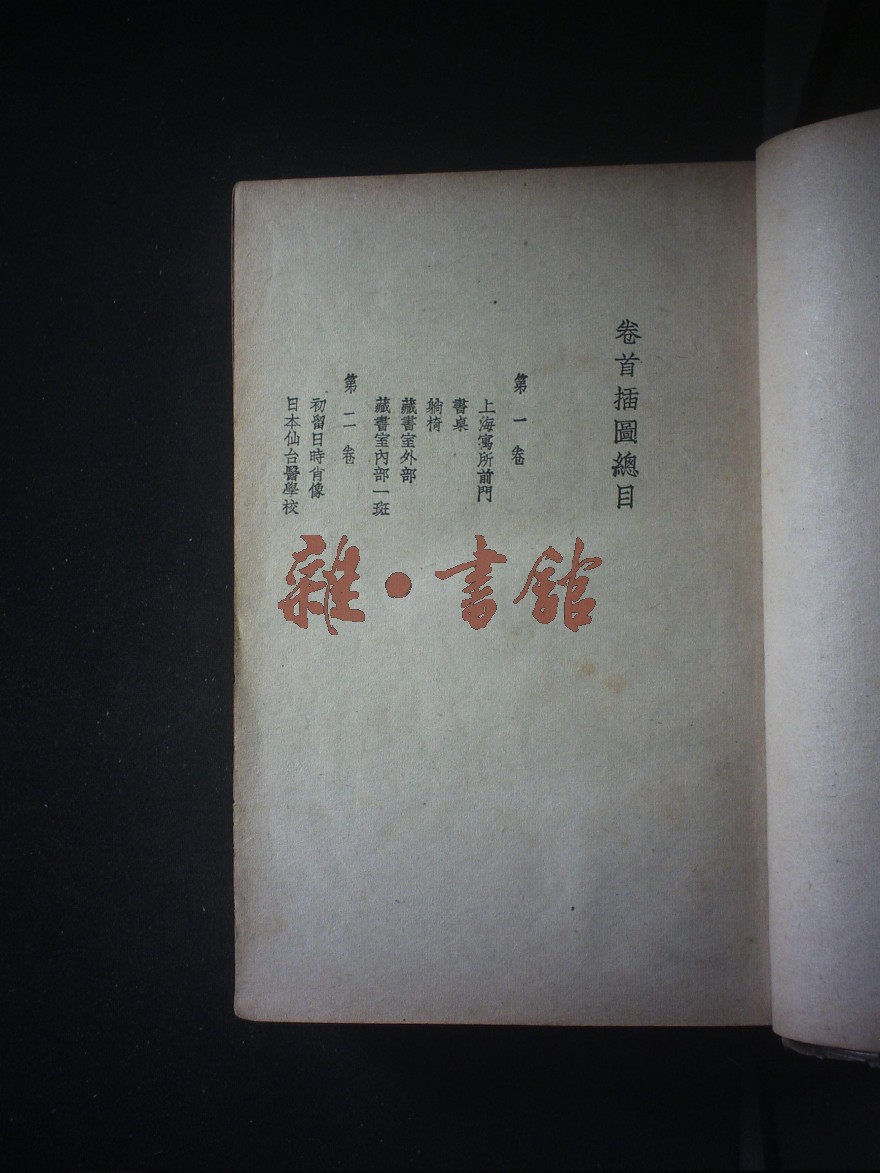 卷首插圖總目
第一卷
上海寓所前門
書桌
躺椅
藏書室外部
藏書室內部一斑
第二卷
初留日時肖像
日本仙台醫學校
雜·書館